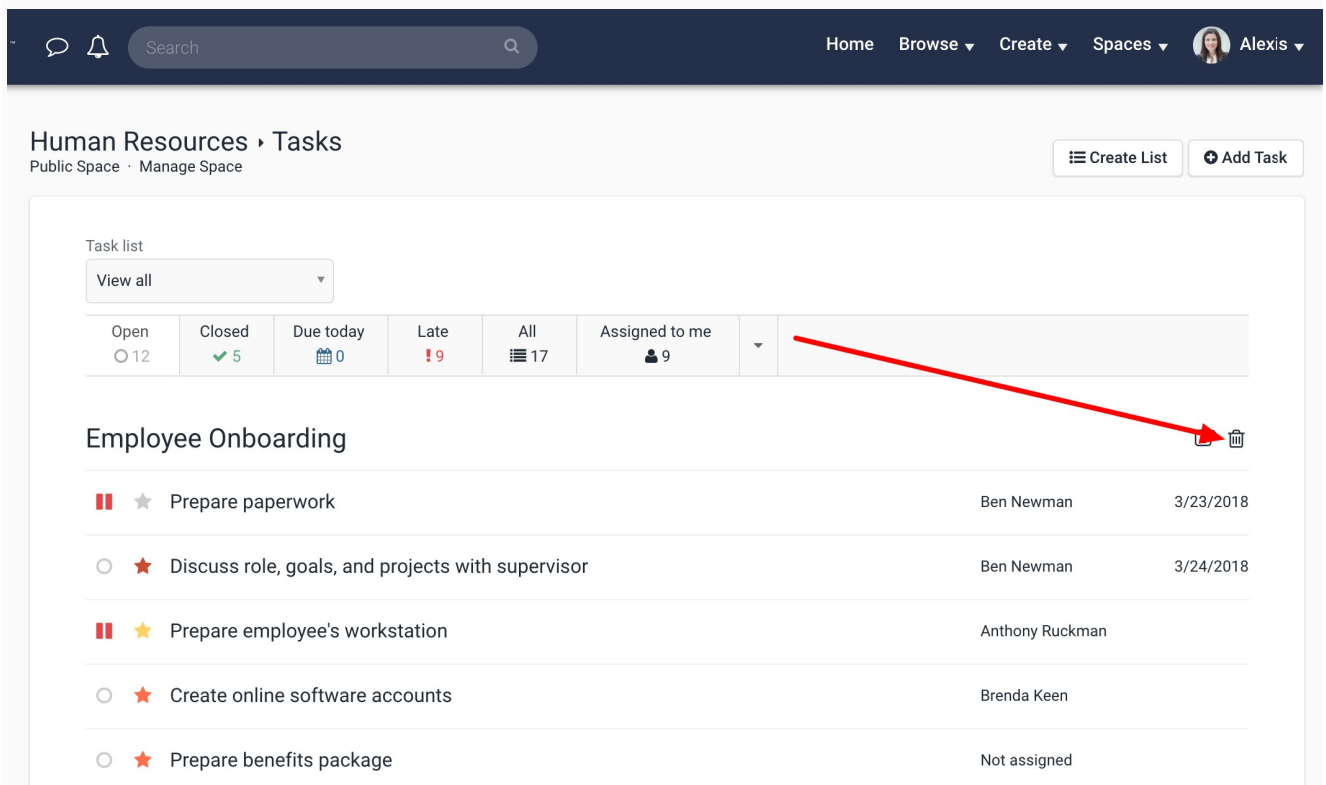 Search
Home Browse Create Spaces Alexis
Human Resources Tasks
Public Space · Manage Space
Create List Add Task
Task list
View all
Open Closed Due today Late All Assigned to me
12 5 0 9 17 9
Employee Onboarding
Prepare paperwork Ben Newman 3/23/2018
Discuss role, goals, and projects with supervisor Ben Newman 3/24/2018
Prepare employee's workstation Anthony Ruckman
Create online software accounts Brenda Keen
Prepare benefits package Not assigned